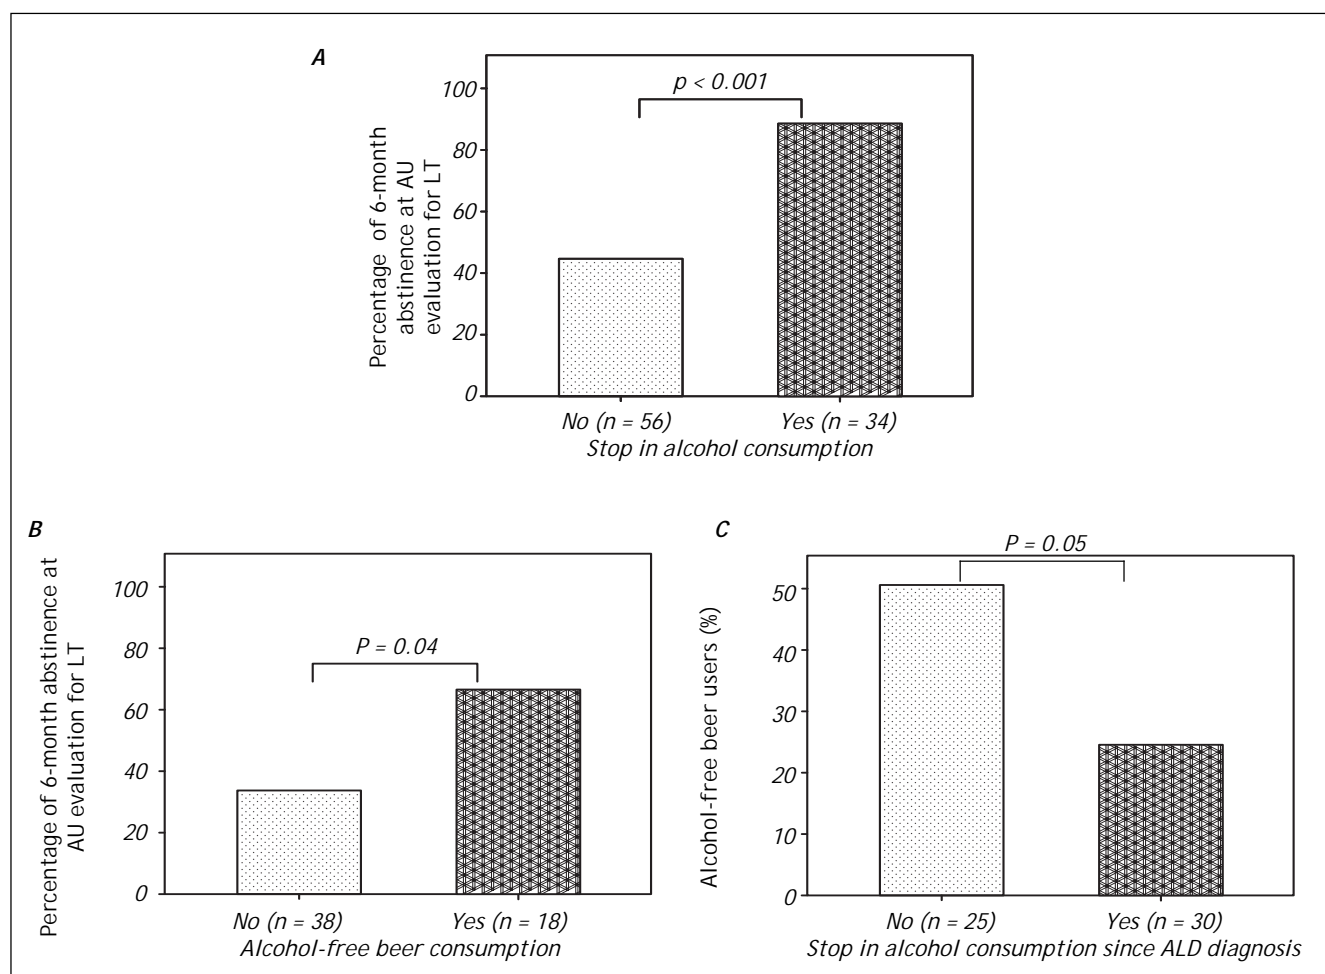 A
p < 0.001
100
80
60
40
20
0
Percentage of 6-month
abstinence at AU
evaluation for LT
No (n = 56)
Yes (n = 34)
Stop in alcohol consumption
B
P = 0.04
100
80
60
40
20
0
Percentage of 6-month abstinence at
AU evaluation for LT
No (n = 38)
Yes (n = 18)
Alcohol-free beer consumption
C
P = 0.05
50
40
30
20
10
0
Alcohol-free beer users (%)
No (n = 25)
Yes (n = 30)
Stop in alcohol consumption since ALD diagnosis